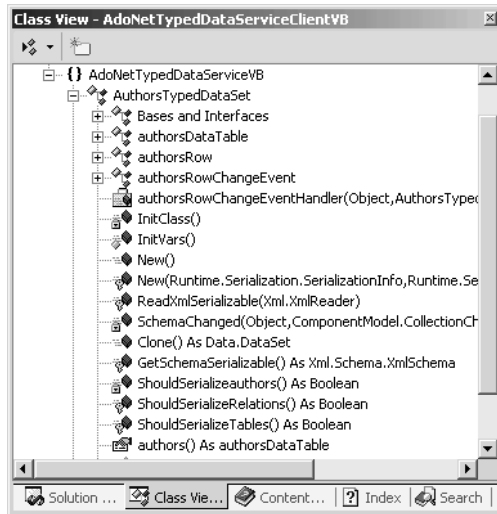 Class View - AdoNetTypedDataServiceClientVB
{} AdoNetTypedDataServiceVB
AuthorsTypedDataSet
Bases and Interfaces
authorsDataTable
authorsRow
authorsRowChangeEvent
authorsRowChangeEventHandler(Object,AuthorsTyped
InitClass()
InitVars()
New()
New(Runtime.Serialization.SerializationInfo,Runtime.Se
ReadXmlSerializable(Xml.XmlReader)
SchemaChanged(Object,ComponentModel.CollectionCh
Clone() As Data.DataSet
GetSchemaSerializable() As Xml.Schema.XmlSchema
ShouldSerializeauthors() As Boolean
ShouldSerializeRelations() As Boolean
ShouldSerializeTables() As Boolean
authors() As authorsDataTable
Solution ... Class Vie... Content... Index Search